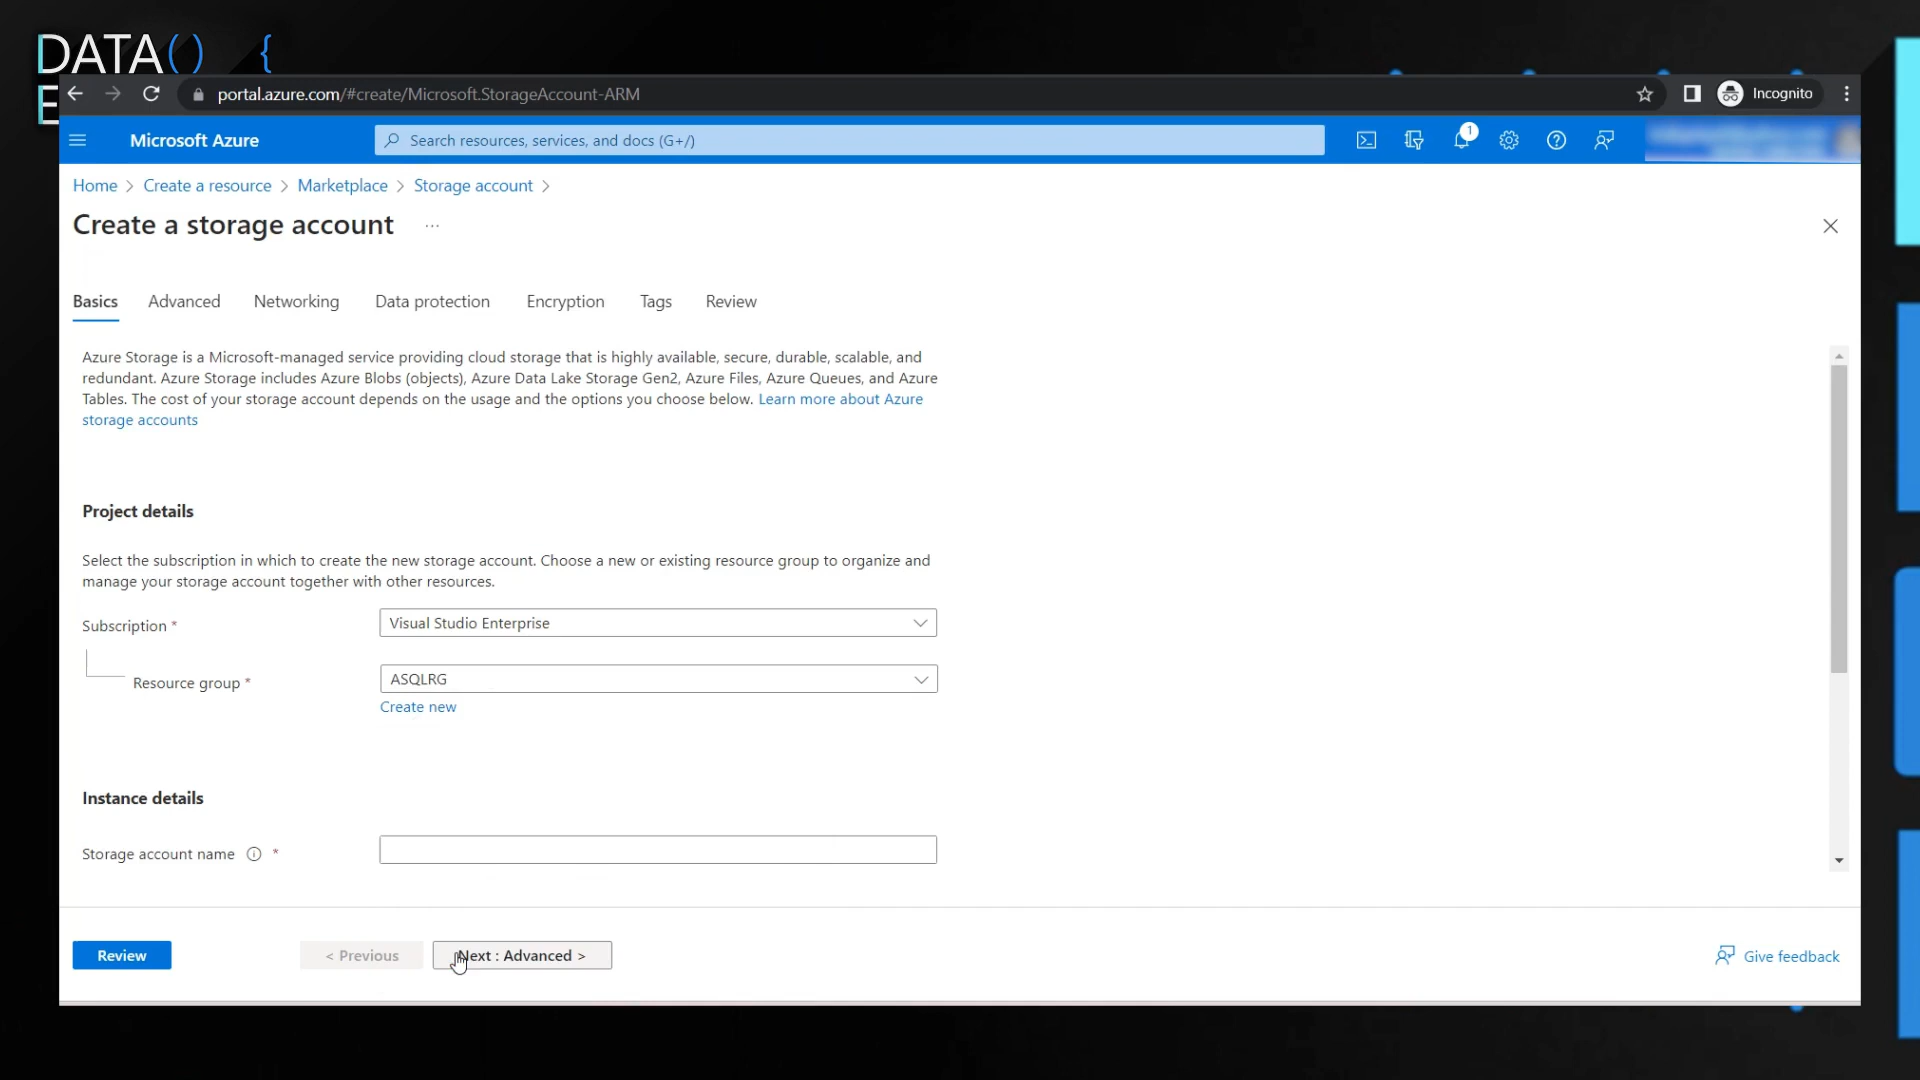 DATA() {
E
portal.azure.com/#create/Microsoft.StorageAccount-ARM
Incognito
Microsoft Azure
Search resources, services, and docs (G+/)
1
Home > Create a resource > Marketplace > Storage account >
Create a storage account ...
Basics Advanced Networking Data protection Encryption Tags Review
Azure Storage is a Microsoft-managed service providing cloud storage that is highly available, secure, durable, scalable, and
redundant. Azure Storage includes Azure Blobs (objects), Azure Data Lake Storage Gen2, Azure Files, Azure Queues, and Azure
Tables. The cost of your storage account depends on the usage and the options you choose below. Learn more about Azure
storage accounts
Project details
Select the subscription in which to create the new storage account. Choose a new or existing resource group to organize and
manage your storage account together with other resources.
Subscription *
Visual Studio Enterprise
Resource group *
ASQLRG
Create new
Instance details
Storage account name *
Review
< Previous
Next : Advanced >
Give feedback